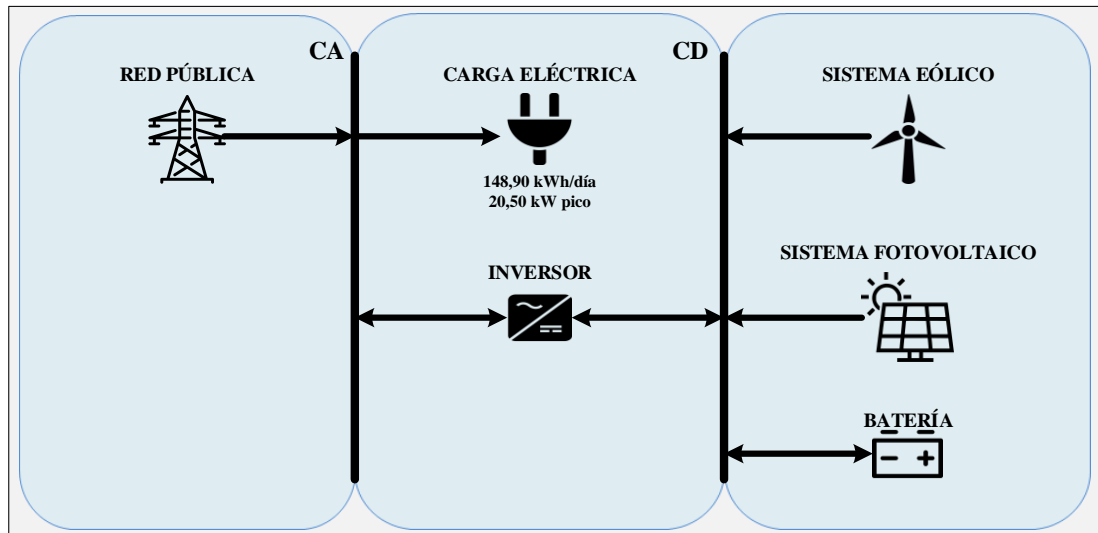 CA
CD
RED PÚBLICA
CARGA ELÉCTRICA
SISTEMA EÓLICO
148,90 kWh/día
20,50 kW pico
INVERSOR
SISTEMA FOTOVOLTAICO
BATERÍA